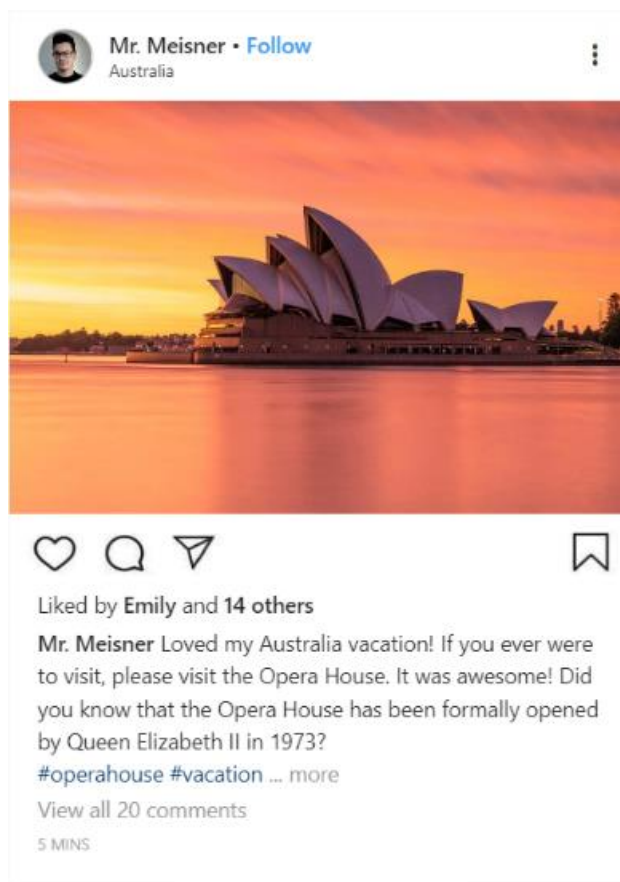 Mr. Meisner • Follow
Australia
Liked by Emily and 14 others
Mr. Meisner Loved my Australia vacation! If you ever were
to visit, please visit the Opera House. It was awesome! Did
you know that the Opera House has been formally opened
by Queen Elizabeth II in 1973?
#operahouse #vacation ... more
View all 20 comments
5 MINS